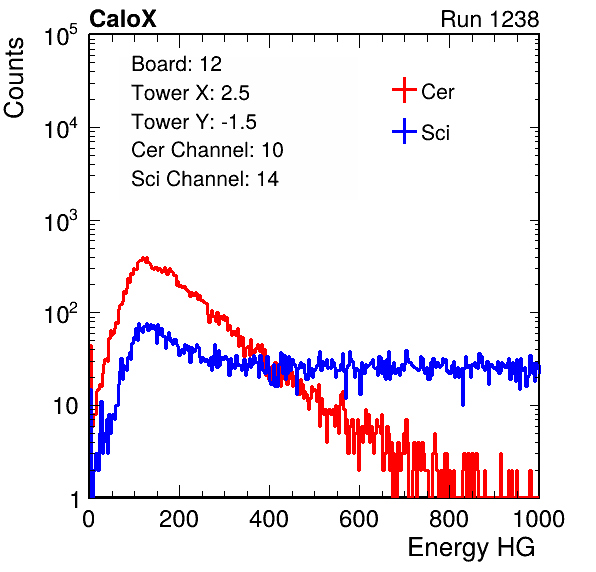 CaloX Run 1238
Board: 12
Tower X: 2.5
Tower Y: -1.5
Cer Channel: 10
Sci Channel: 14
Cer
Sci
Counts
10^5
10^4
10^3
10^2
10
1
0 200 400 600 800 1000
Energy HG